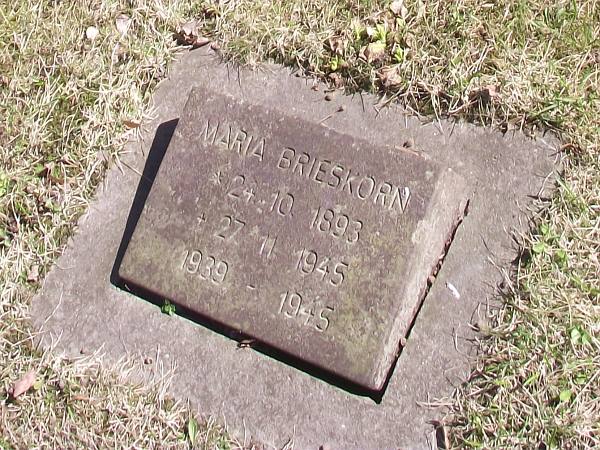 MARIA BRIESKORN
* 24.10.1893
+ 27.11.1945
1939 - 1945